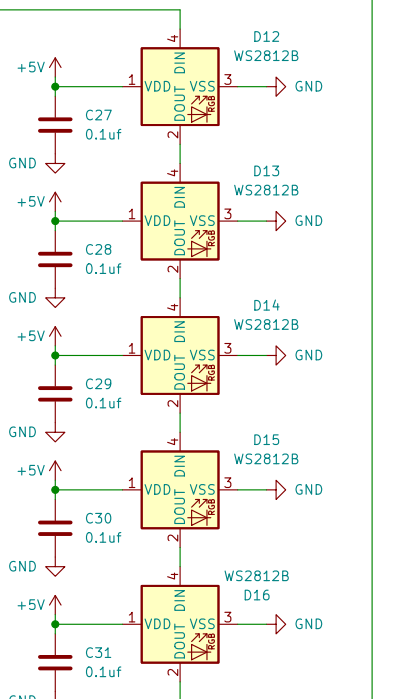 D12
WS2812B
4
DIN
+5V
1 VDD VSS 3 GND
DOUT
RGB
C27
0.1uf
2
GND
D13
WS2812B
4
DIN
+5V
1 VDD VSS 3 GND
DOUT
RGB
C28
0.1uf
2
GND
D14
WS2812B
4
DIN
+5V
1 VDD VSS 3 GND
DOUT
RGB
C29
0.1uf
2
GND
D15
WS2812B
4
DIN
+5V
1 VDD VSS 3 GND
DOUT
RGB
C30
0.1uf
2
GND
WS2812B
D16
4
DIN
+5V
1 VDD VSS 3 GND
DOUT
RGB
C31
0.1uf
2
GND